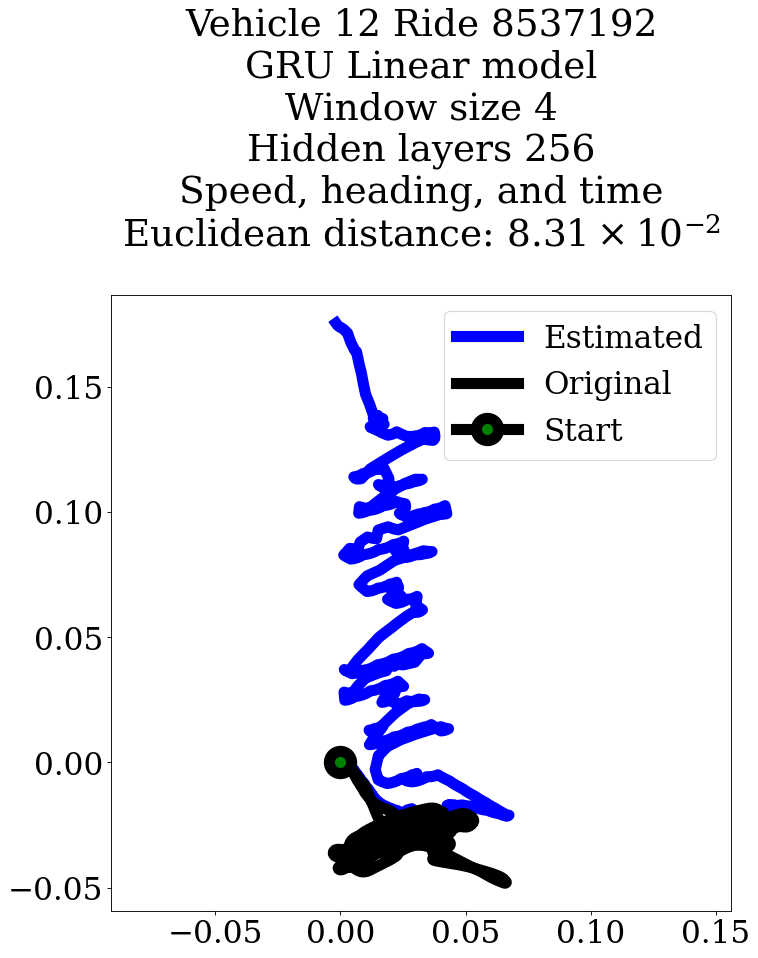 Vehicle 12 Ride 8537192
GRU Linear model
Window size 4
Hidden layers 256
Speed, heading, and time
Euclidean distance: 8.31 × 10⁻²
Estimated
Original
Start
0.15
0.10
0.05
0.00
−0.05
−0.05 0.00 0.05 0.10 0.15